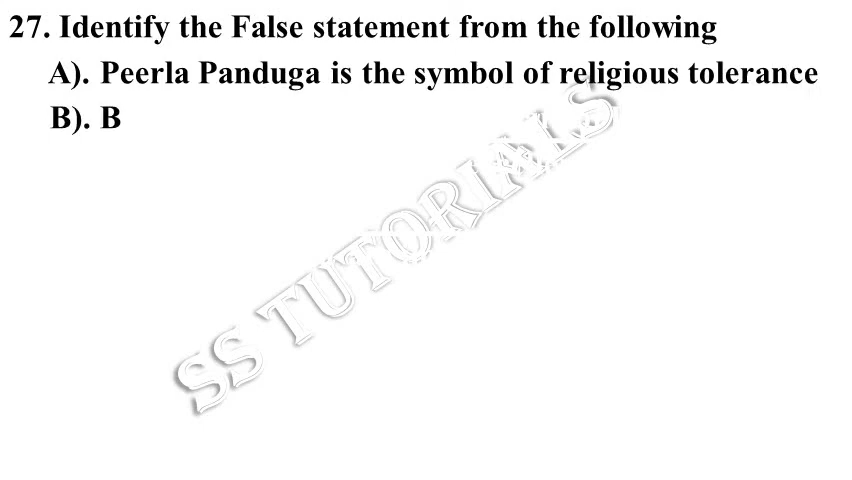 27. Identify the False statement from the following
A). Peerla Panduga is the symbol of religious tolerance
B). B
SS TUTORIALS